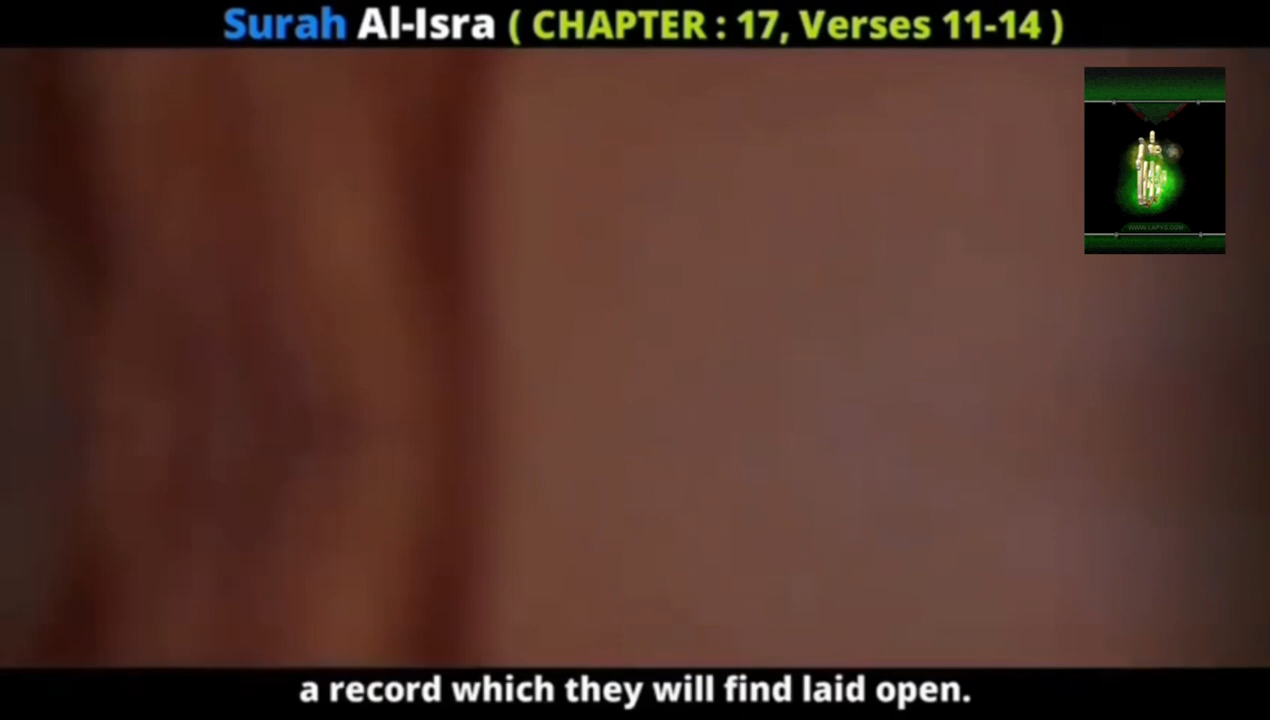 Surah Al-Isra ( CHAPTER : 17, Verses 11-14 )
a record which they will find laid open.